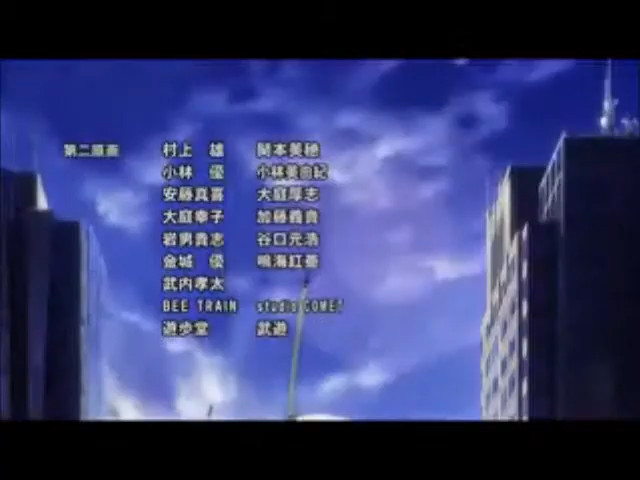 第二原画 村上 雄 関本美穂
小林 優 小林美由紀
安藤真喜 大庭厚志
大庭幸子 加藤義貴
岩男貴志 谷口元浩
金城 優 鳴海紅
武内孝太
BEE TRAIN studio COMET
遊歩堂 武遊